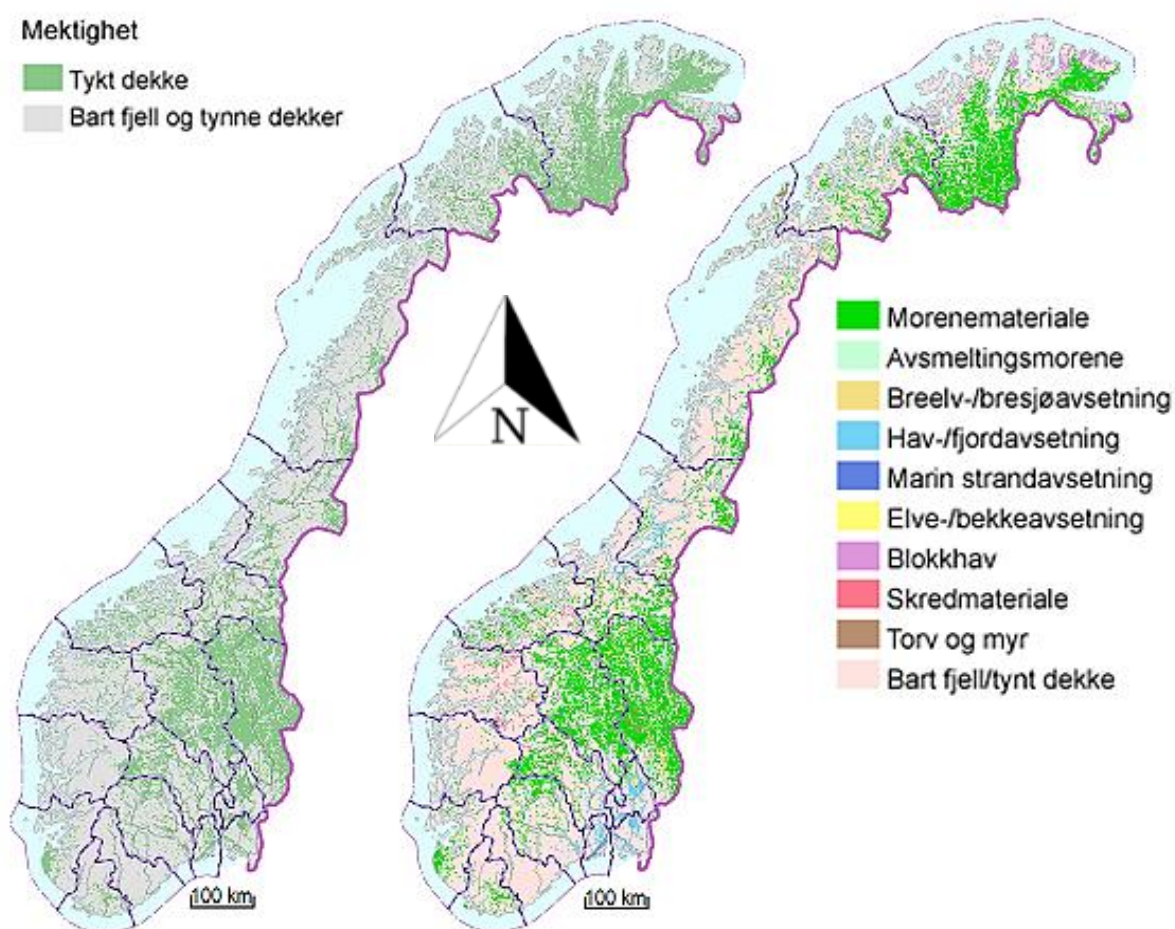 Mektighet
Tykt dekke
Bart fjell og tynne dekker
N
Morenemateriale
Avsmeltingsmorene
Breelv-/bresjøavsetning
Hav-/fjordavsetning
Marin strandavsetning
Elve-/bekkeavsetning
Blokkhav
Skredmateriale
Torv og myr
Bart fjell/tynt dekke
100 km
100 km